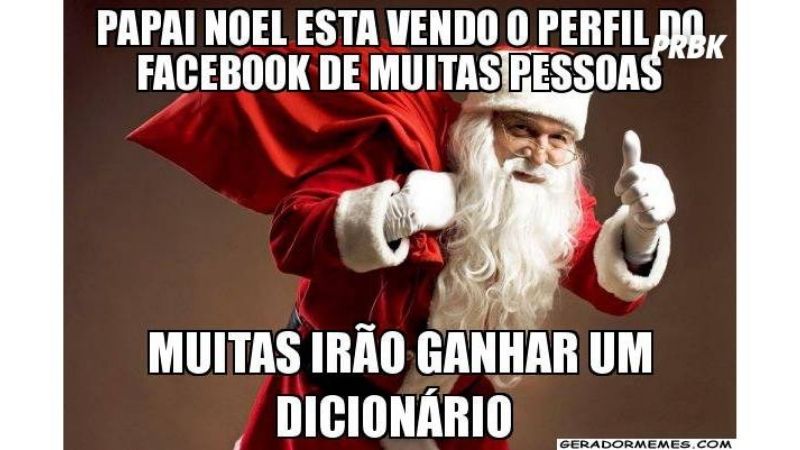 PAPAI NOEL ESTA VENDO O PERFIL DO
PRBK
FACEBOOK DE MUITAS PESSOAS
MUITAS IRÃO GANHAR UM
DICIONÁRIO
GERADORMEMES.COM